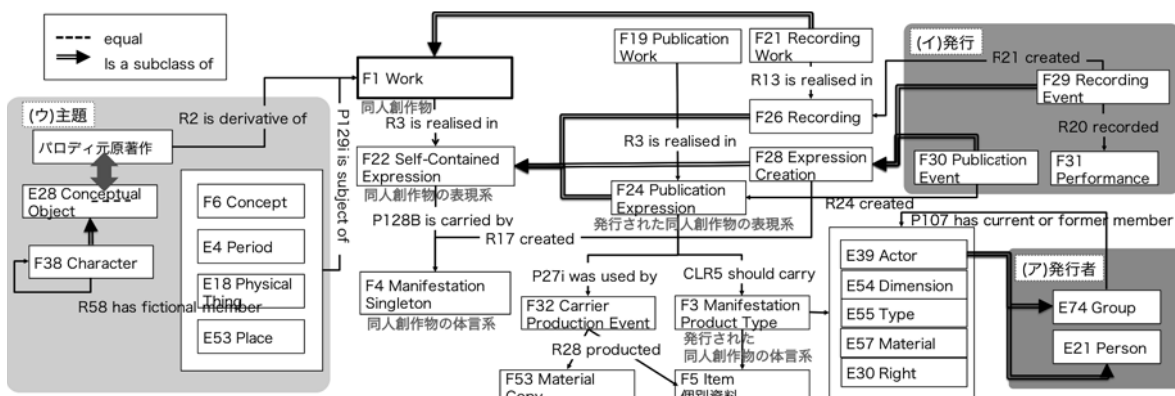 equal
Is a subclass of
(ウ)主題
パロディ元原著作
E28 Conceptual
Object
F38 Character
R58 has fictional member
R2 is derivative of
F6 Concept
E4 Period
E18 Physical
Thing
E53 Place
P129i is subject of
F1 Work
同人創作物
R3 is realised in
F22 Self-Contained
Expression
同人創作物の表現系
P128B is carried by
R17 created
F4 Manifestation
Singleton
同人創作物の体言系
F19 Publication
Work
F21 Recording
Work
R13 is realised in
F26 Recording
R3 is realised in
F28 Expression
Creation
F24 Publication
Expression
発行された同人創作物の表現系
R24 created
P27i was used by
CLR5 should carry
F32 Carrier
Production Event
F3 Manifestation
Product Type
発行された
同人創作物の体言系
R28 producted
F53 Material
Copy
F5 Item
個別資料
(イ)発行
R21 created
F29 Recording
Event
R20 recorded
F30 Publication
Event
F31
Performance
P107 has current or former member
E39 Actor
E54 Dimension
E55 Type
E57 Material
E30 Right
(ア)発行者
E74 Group
E21 Person